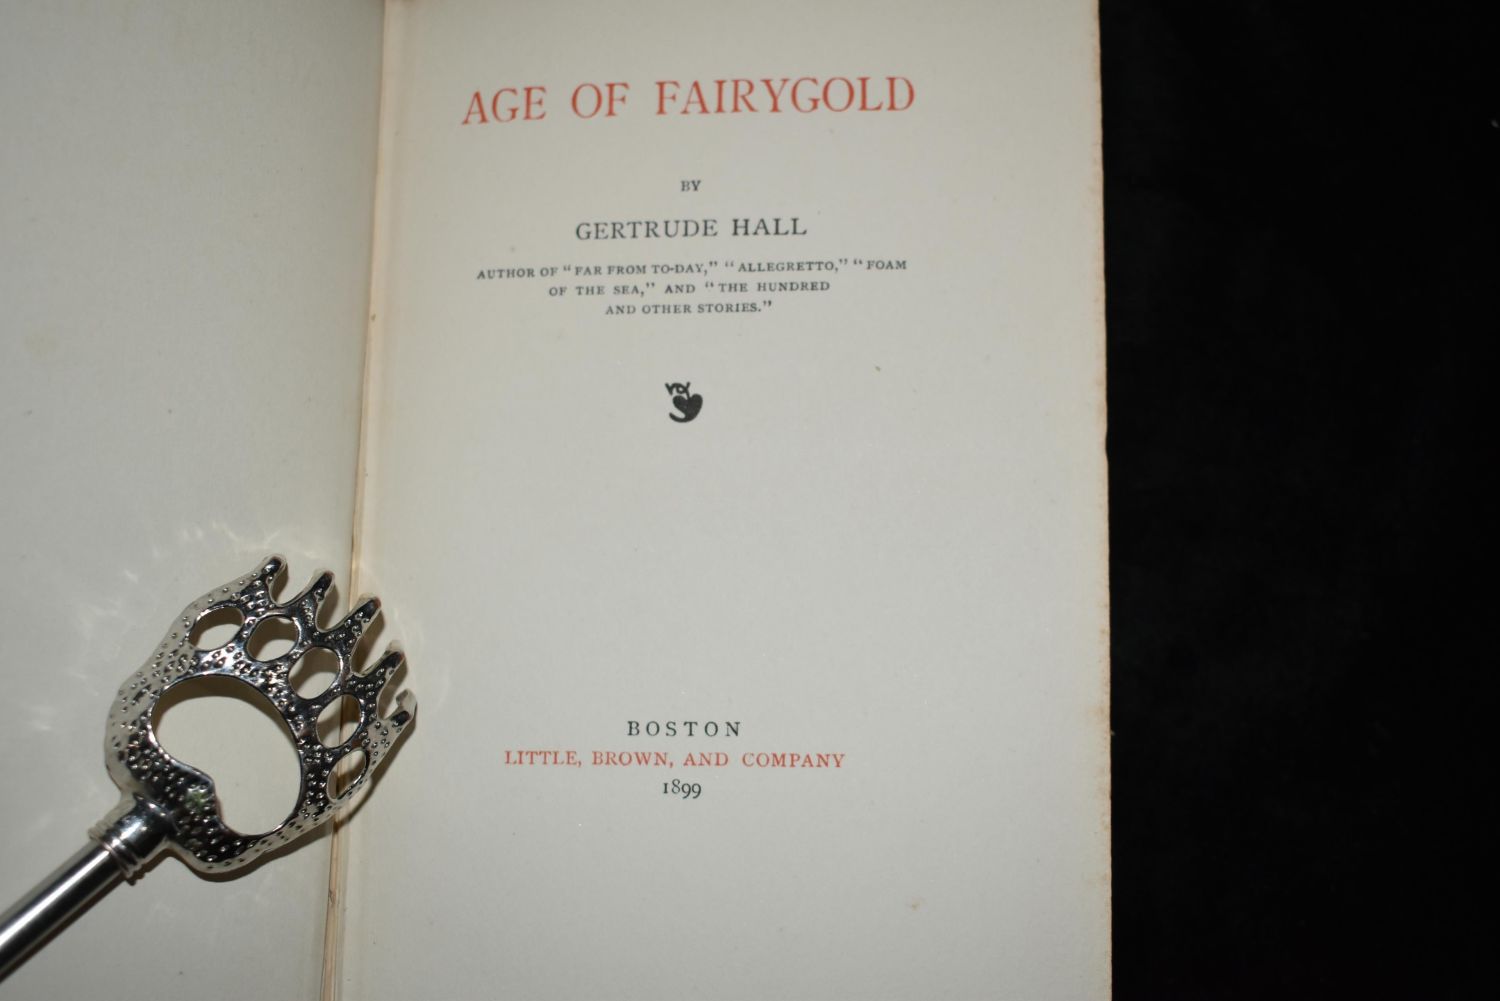 AGE OF FAIRYGOLD
BY
GERTRUDE HALL
AUTHOR OF "FAR FROM TO-DAY," "ALLEGRETTO," "FOAM
OF THE SEA," AND "THE HUNDRED
AND OTHER STORIES."
BOSTON
LITTLE, BROWN, AND COMPANY
1899